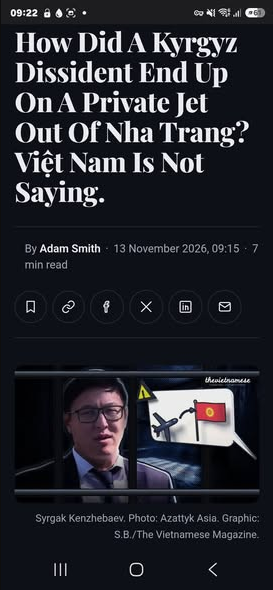 09:22
61
How Did A Kyrgyz
Dissident End Up
On A Private Jet
Out Of Nha Trang?
Việt Nam Is Not
Saying.
By Adam Smith · 13 November 2026, 09:15 · 7
min read
thevietnamese
Syrgak Kenzhebaev. Photo: Azattyk Asia. Graphic:
S.B./The Vietnamese Magazine.